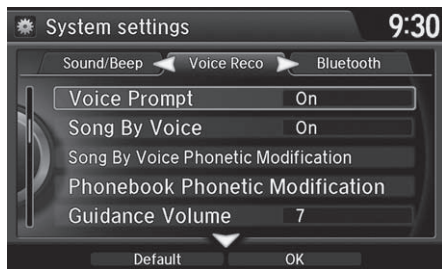 System settings 9:30
Sound/Beep Voice Reco Bluetooth
Voice Prompt On
Song By Voice On
Song By Voice Phonetic Modification
Phonebook Phonetic Modification
Guidance Volume 7
Default OK